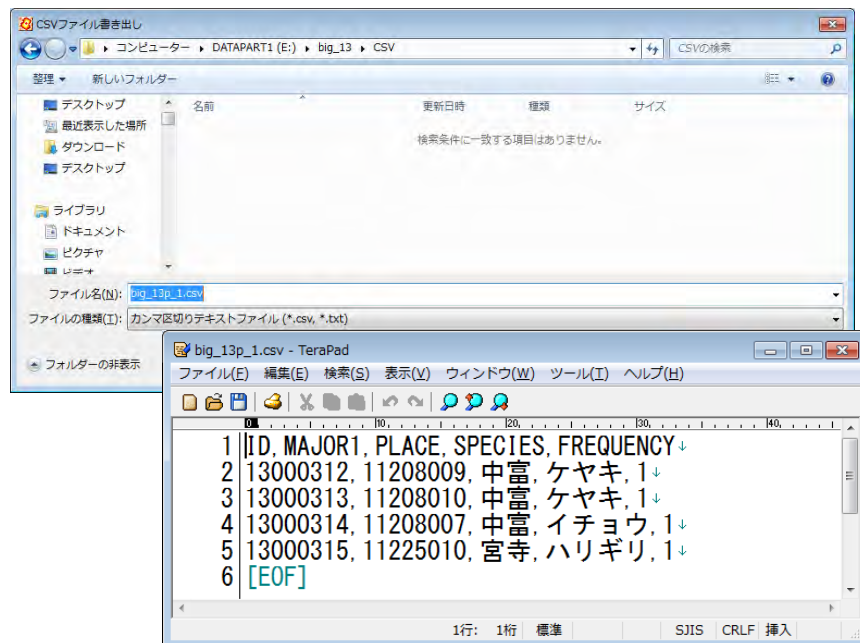 CSVファイル書き出し
コンピューター ▸ DATAPART1 (E:) ▸ big_13 ▸ CSV
CSVの検索
整理 新しいフォルダー
名前 更新日時 種類 サイズ
検索条件に一致する項目はありません。
デスクトップ
最近表示した場所
ダウンロード
デスクトップ
ライブラリ
ドキュメント
ピクチャ
ビデオ
ファイル名(N): big_13p_1.csv
ファイルの種類(T): カンマ区切りテキストファイル (*.csv, *.txt)
フォルダーの非表示
big_13p_1.csv - TeraPad
ファイル(F) 編集(E) 検索(S) 表示(V) ウィンドウ(W) ツール(T) ヘルプ(H)
0 10 20 30 40
1 ID,MAJOR1,PLACE,SPECIES,FREQUENCY↓
2 13000312,11208009,中富,ケヤキ,1↓
3 13000313,11208010,中富,ケヤキ,1↓
4 13000314,11208007,中富,イチョウ,1↓
5 13000315,11225010,宮寺,ハリギリ,1↓
6 [EOF]
1行: 1桁 標準 SJIS CRLF 挿入